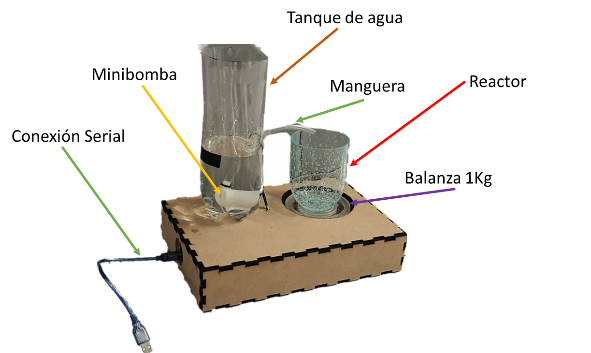 Tanque de agua
Minibomba
Manguera
Reactor
Conexión Serial
Balanza 1Kg